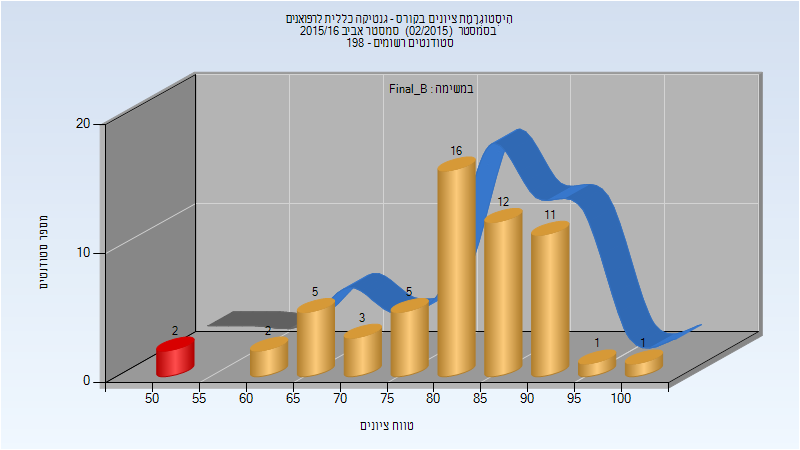 היסטוגרמת ציונים בקורס - גנטיקה כללית לרפואנים
בסמסטר (02/2015) סמסטר אביב 2015/16
סטודנטים רשומים - 198
במשימה : Final_B
מספר סטודנטים
20
10
0
2
2
5
3
5
16
12
11
1
1
50 55 60 65 70 75 80 85 90 95 100
טווח ציונים